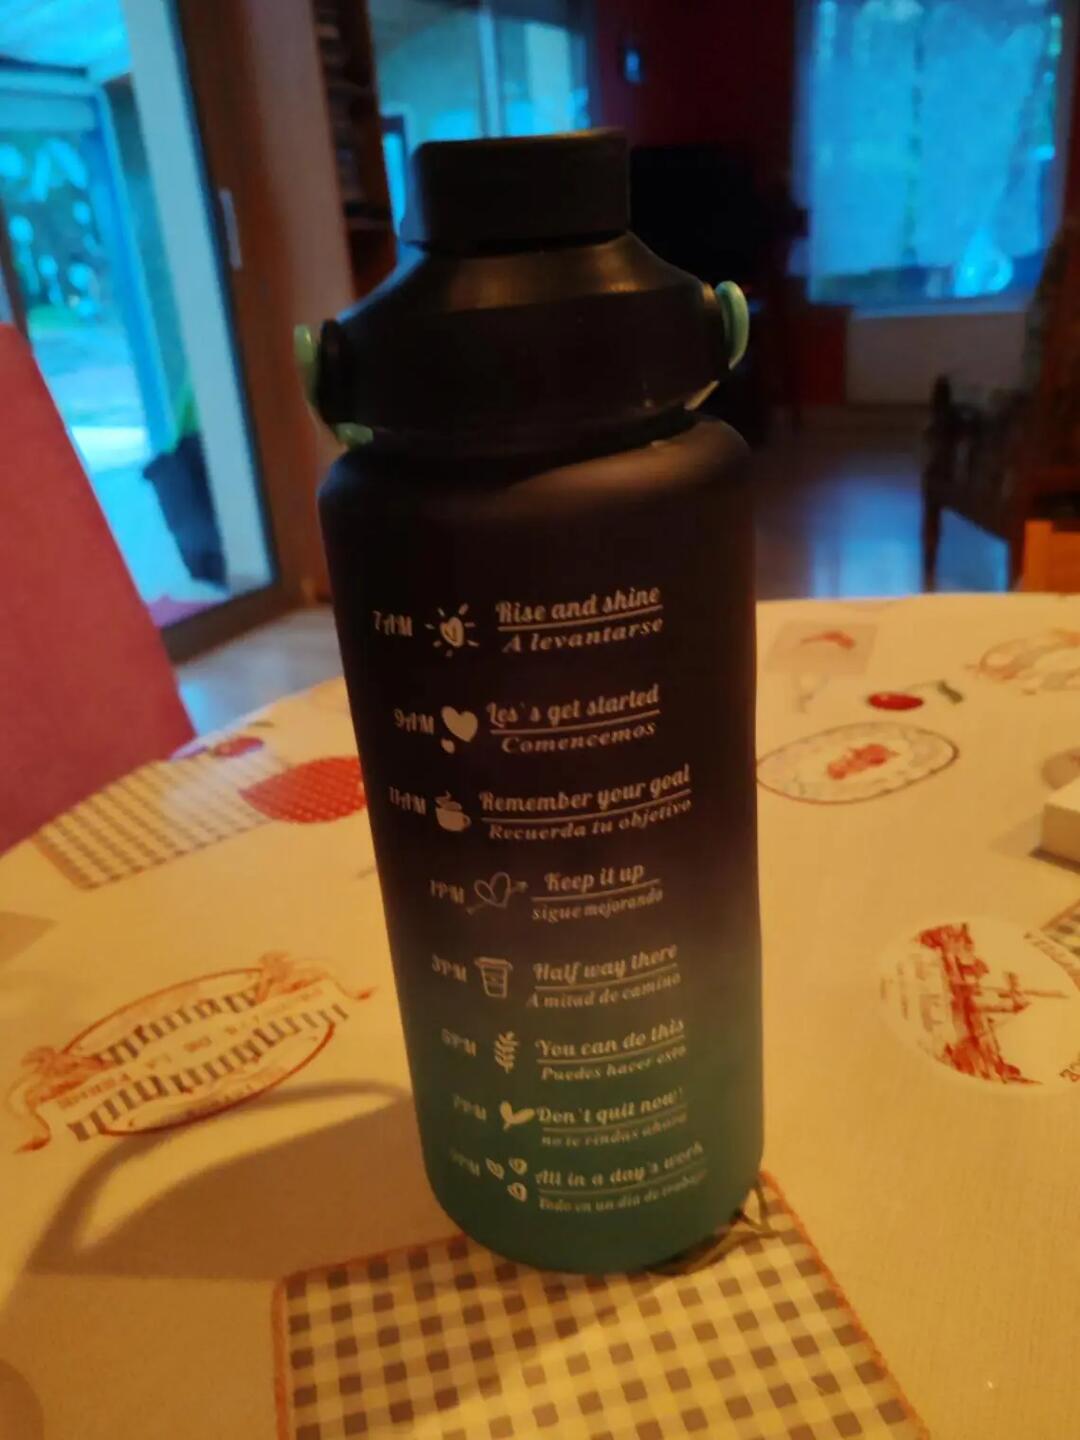 7AM Rise and shine
A levantarse
9AM Les's get started
Comencemos
11AM Remember your goal
Recuerda tu objetivo
1PM Keep it up
sigue mejorando
3PM Half way there
A mitad de camino
5PM You can do this
Puedes hacer esto
7PM Don't quit now!
no te rindas ahora
9PM All in a day's work
Todo en un dia de trabajo